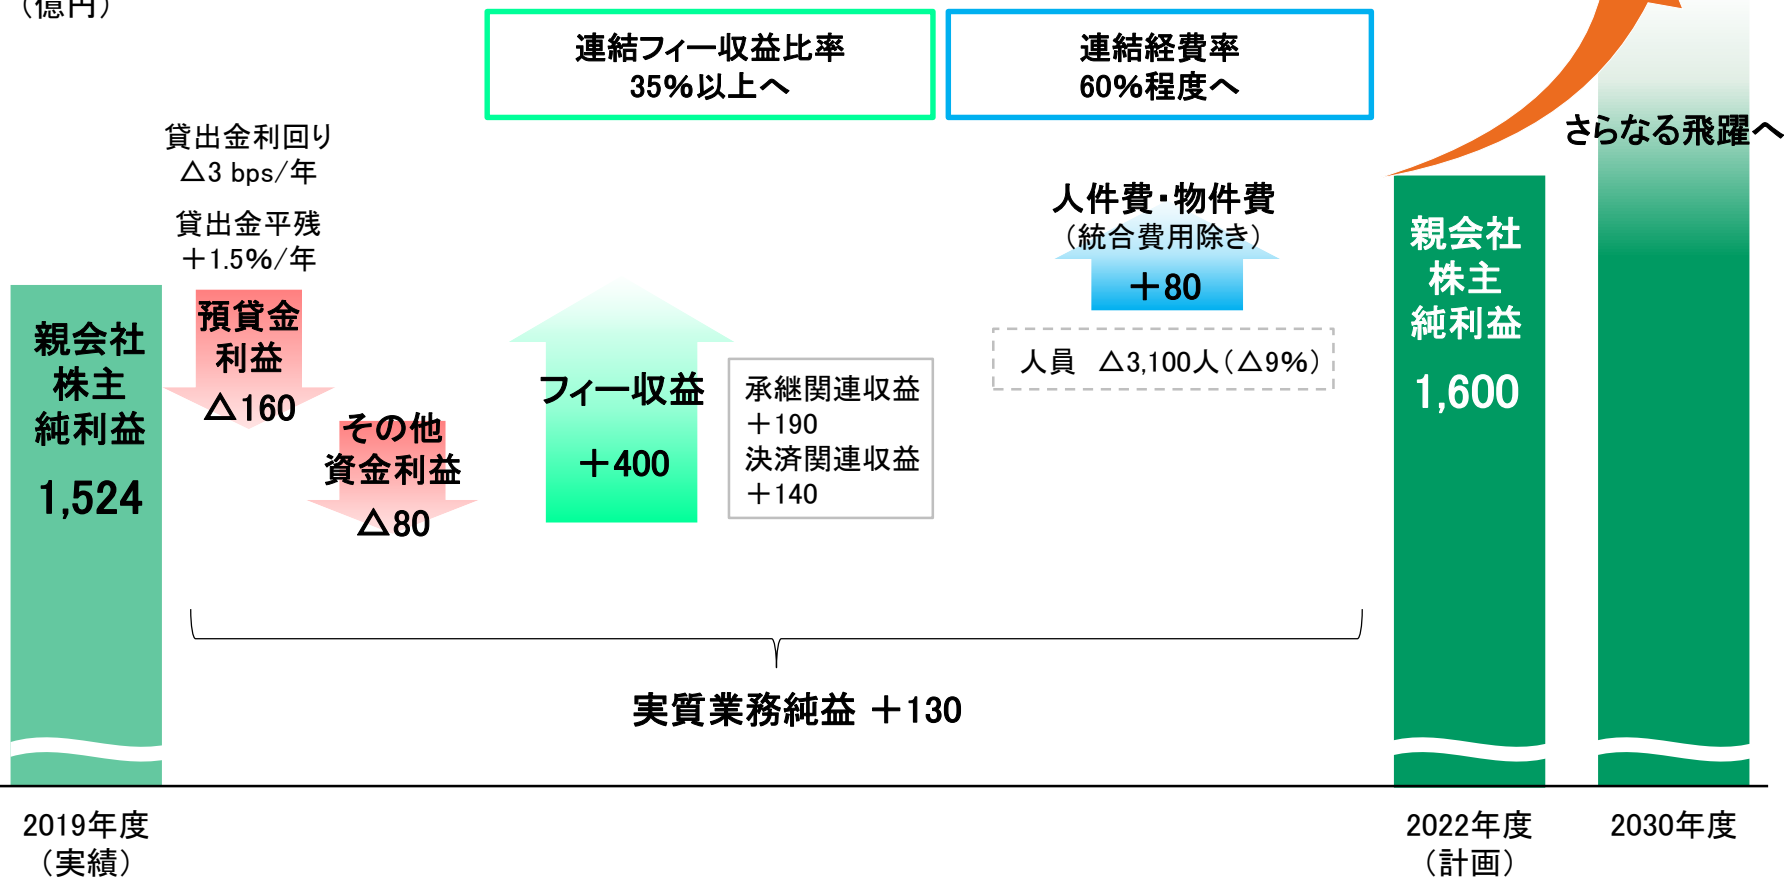 （億円）
連結フィー収益比率
35%以上へ
連結経費率
60%程度へ
さらなる飛躍へ
貸出金利回り
△3 bps/年
貸出金平残
＋1.5%/年
親会社
株主
純利益
1,524
預貸金
利益
△160
その他
資金利益
△80
フィー収益
＋400
承継関連収益
＋190
決済関連収益
＋140
人件費・物件費
（統合費用除き）
＋80
人員　△3,100人（△9%）
親会社
株主
純利益
1,600
実質業務純益 ＋130
2019年度
（実績）
2022年度
（計画）
2030年度